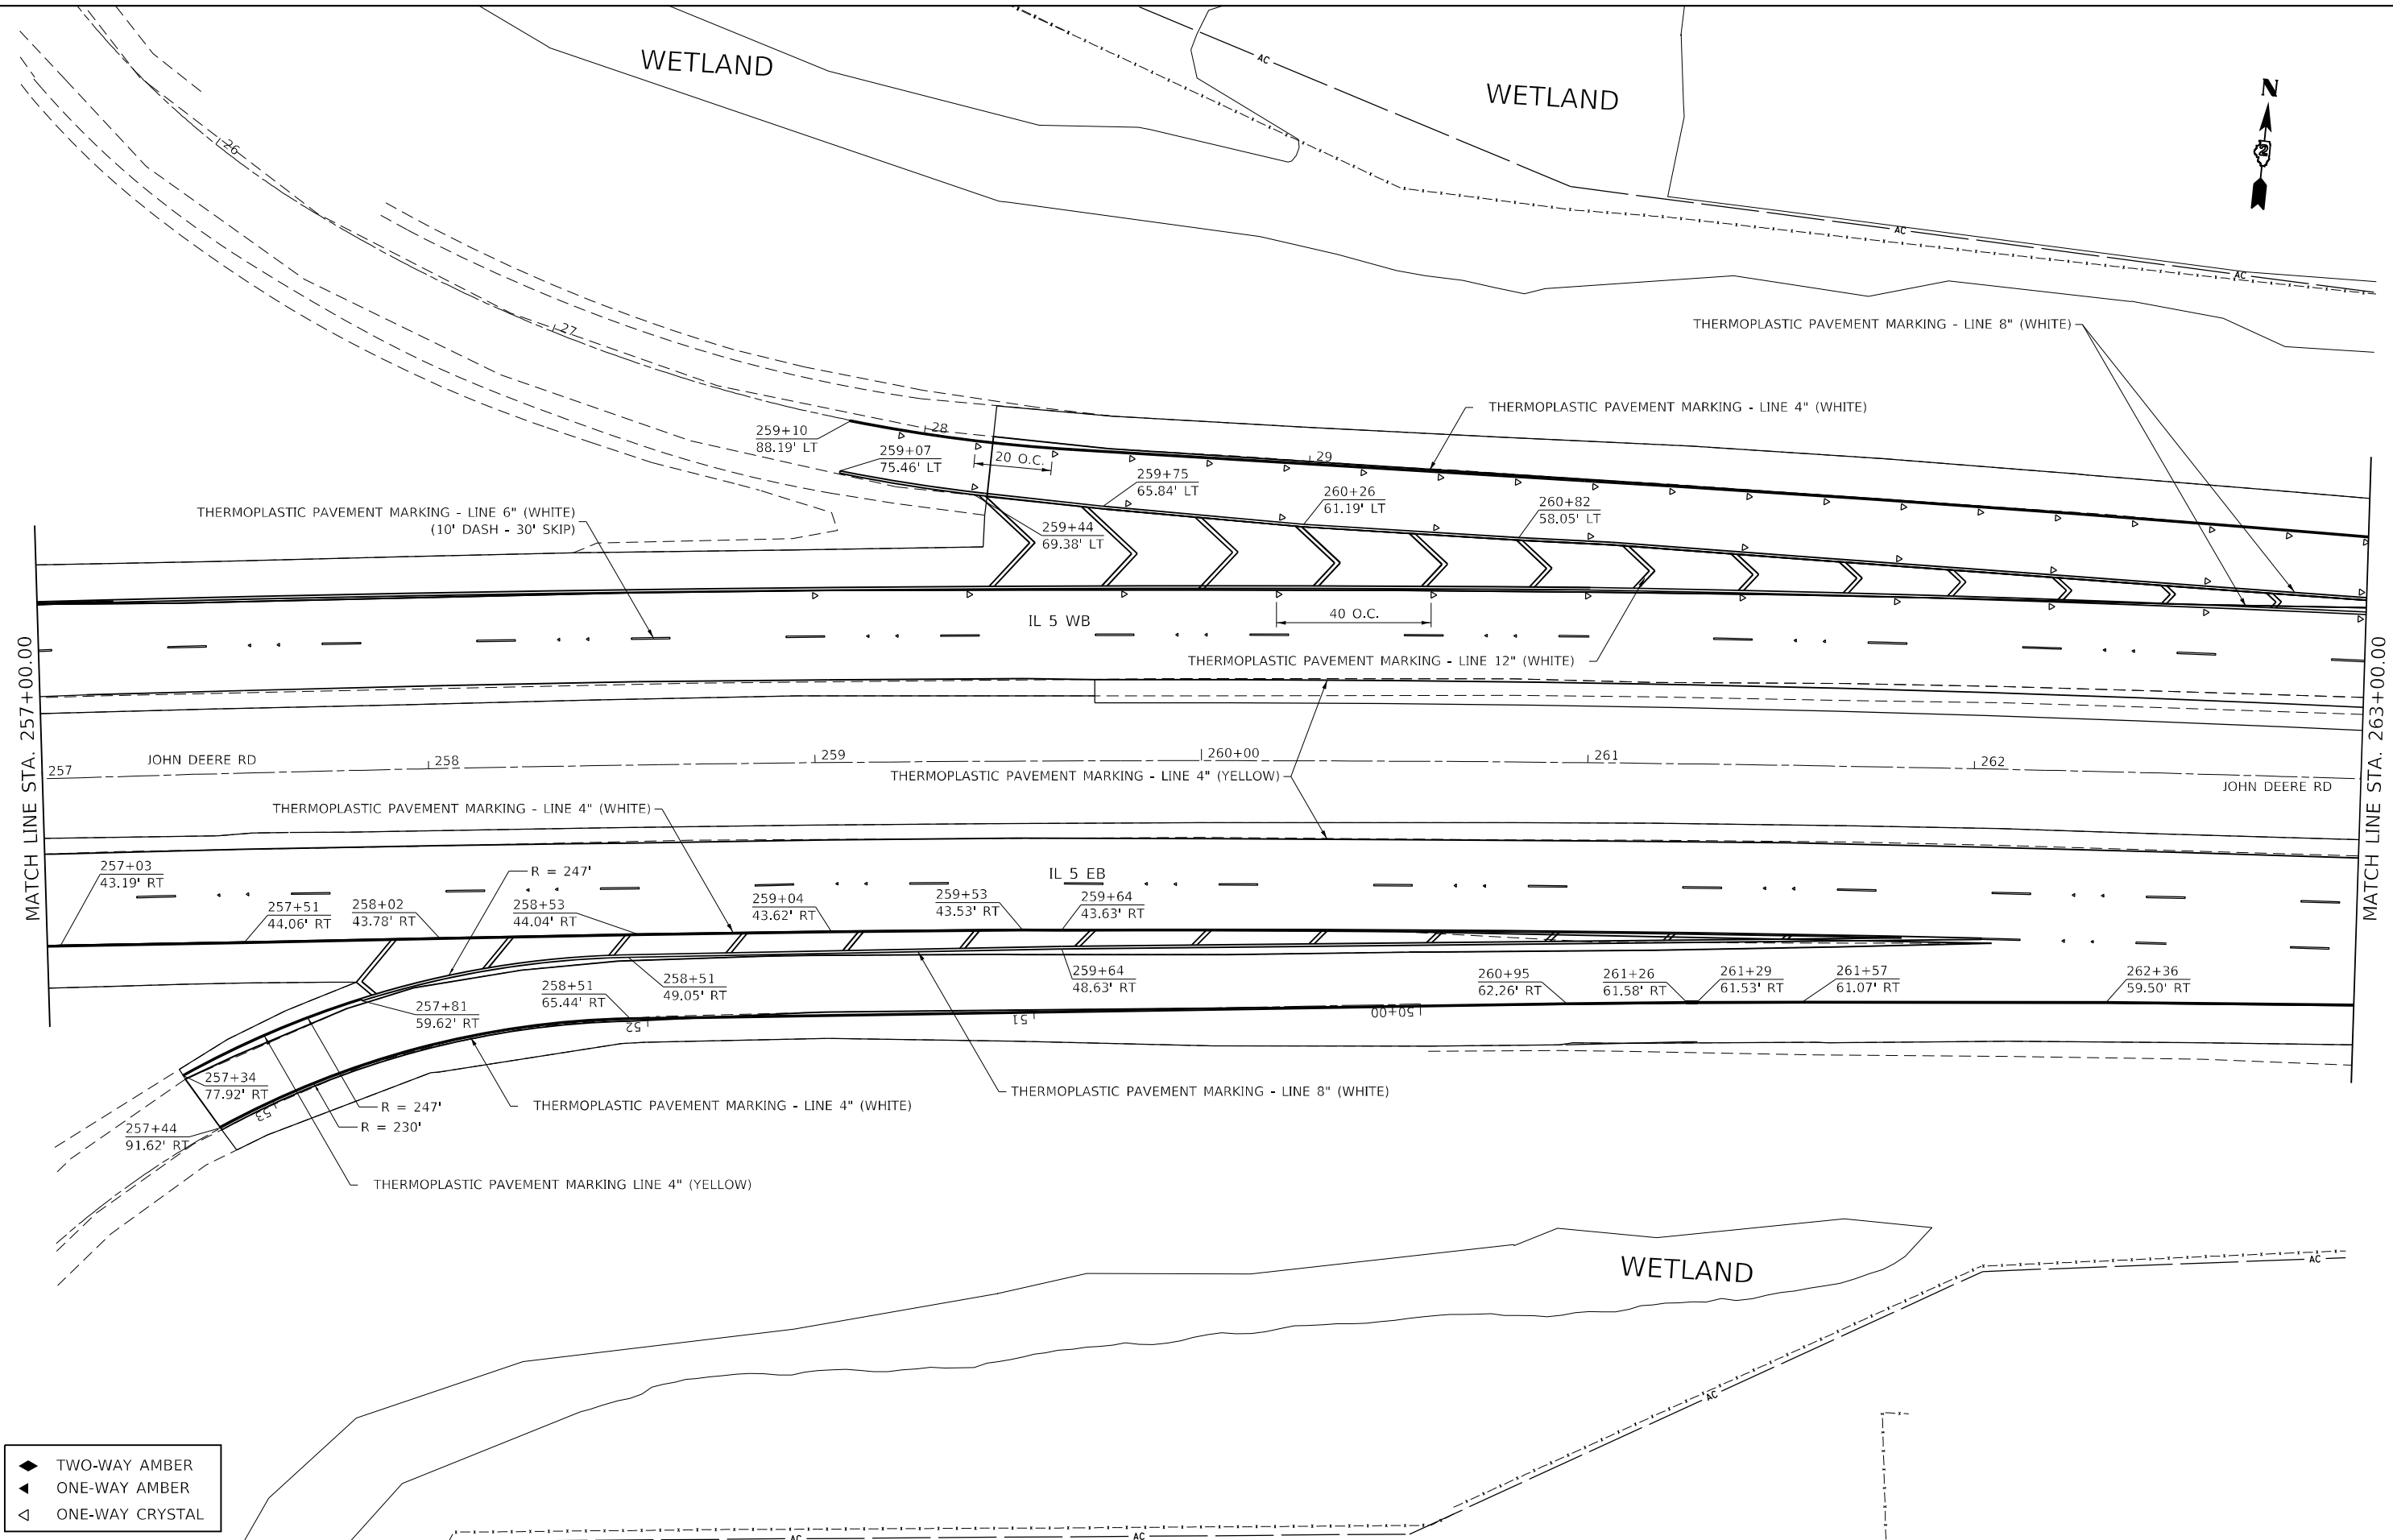 WETLAND
AC
WETLAND
N
2
26
AC
AC
27
THERMOPLASTIC PAVEMENT MARKING - LINE 8" (WHITE)
THERMOPLASTIC PAVEMENT MARKING - LINE 4" (WHITE)
259+10
88.19' LT
28
259+07
75.46' LT
20 O.C.
29
259+75
65.84' LT
260+26
61.19' LT
260+82
58.05' LT
THERMOPLASTIC PAVEMENT MARKING - LINE 6" (WHITE)
(10' DASH - 30' SKIP)
259+44
69.38' LT
IL 5 WB
40 O.C.
THERMOPLASTIC PAVEMENT MARKING - LINE 12" (WHITE)
MATCH LINE STA. 257+00.00
MATCH LINE STA. 263+00.00
257
JOHN DEERE RD
258
259
260+00
261
262
THERMOPLASTIC PAVEMENT MARKING - LINE 4" (YELLOW)
JOHN DEERE RD
THERMOPLASTIC PAVEMENT MARKING - LINE 4" (WHITE)
257+03
43.19' RT
R = 247'
IL 5 EB
257+51
44.06' RT
258+02
43.78' RT
258+53
44.04' RT
259+04
43.62' RT
259+53
43.53' RT
259+64
43.63' RT
258+51
49.05' RT
259+64
48.63' RT
258+51
65.44' RT
257+81
59.62' RT
260+95
62.26' RT
261+26
61.58' RT
261+29
61.53' RT
261+57
61.07' RT
262+36
59.50' RT
52
51
50+00
257+34
77.92' RT
53
R = 247'
R = 230'
THERMOPLASTIC PAVEMENT MARKING - LINE 4" (WHITE)
THERMOPLASTIC PAVEMENT MARKING - LINE 8" (WHITE)
257+44
91.62' RT
THERMOPLASTIC PAVEMENT MARKING LINE 4" (YELLOW)
WETLAND
AC
AC
TWO-WAY AMBER
ONE-WAY AMBER
ONE-WAY CRYSTAL
AC
AC